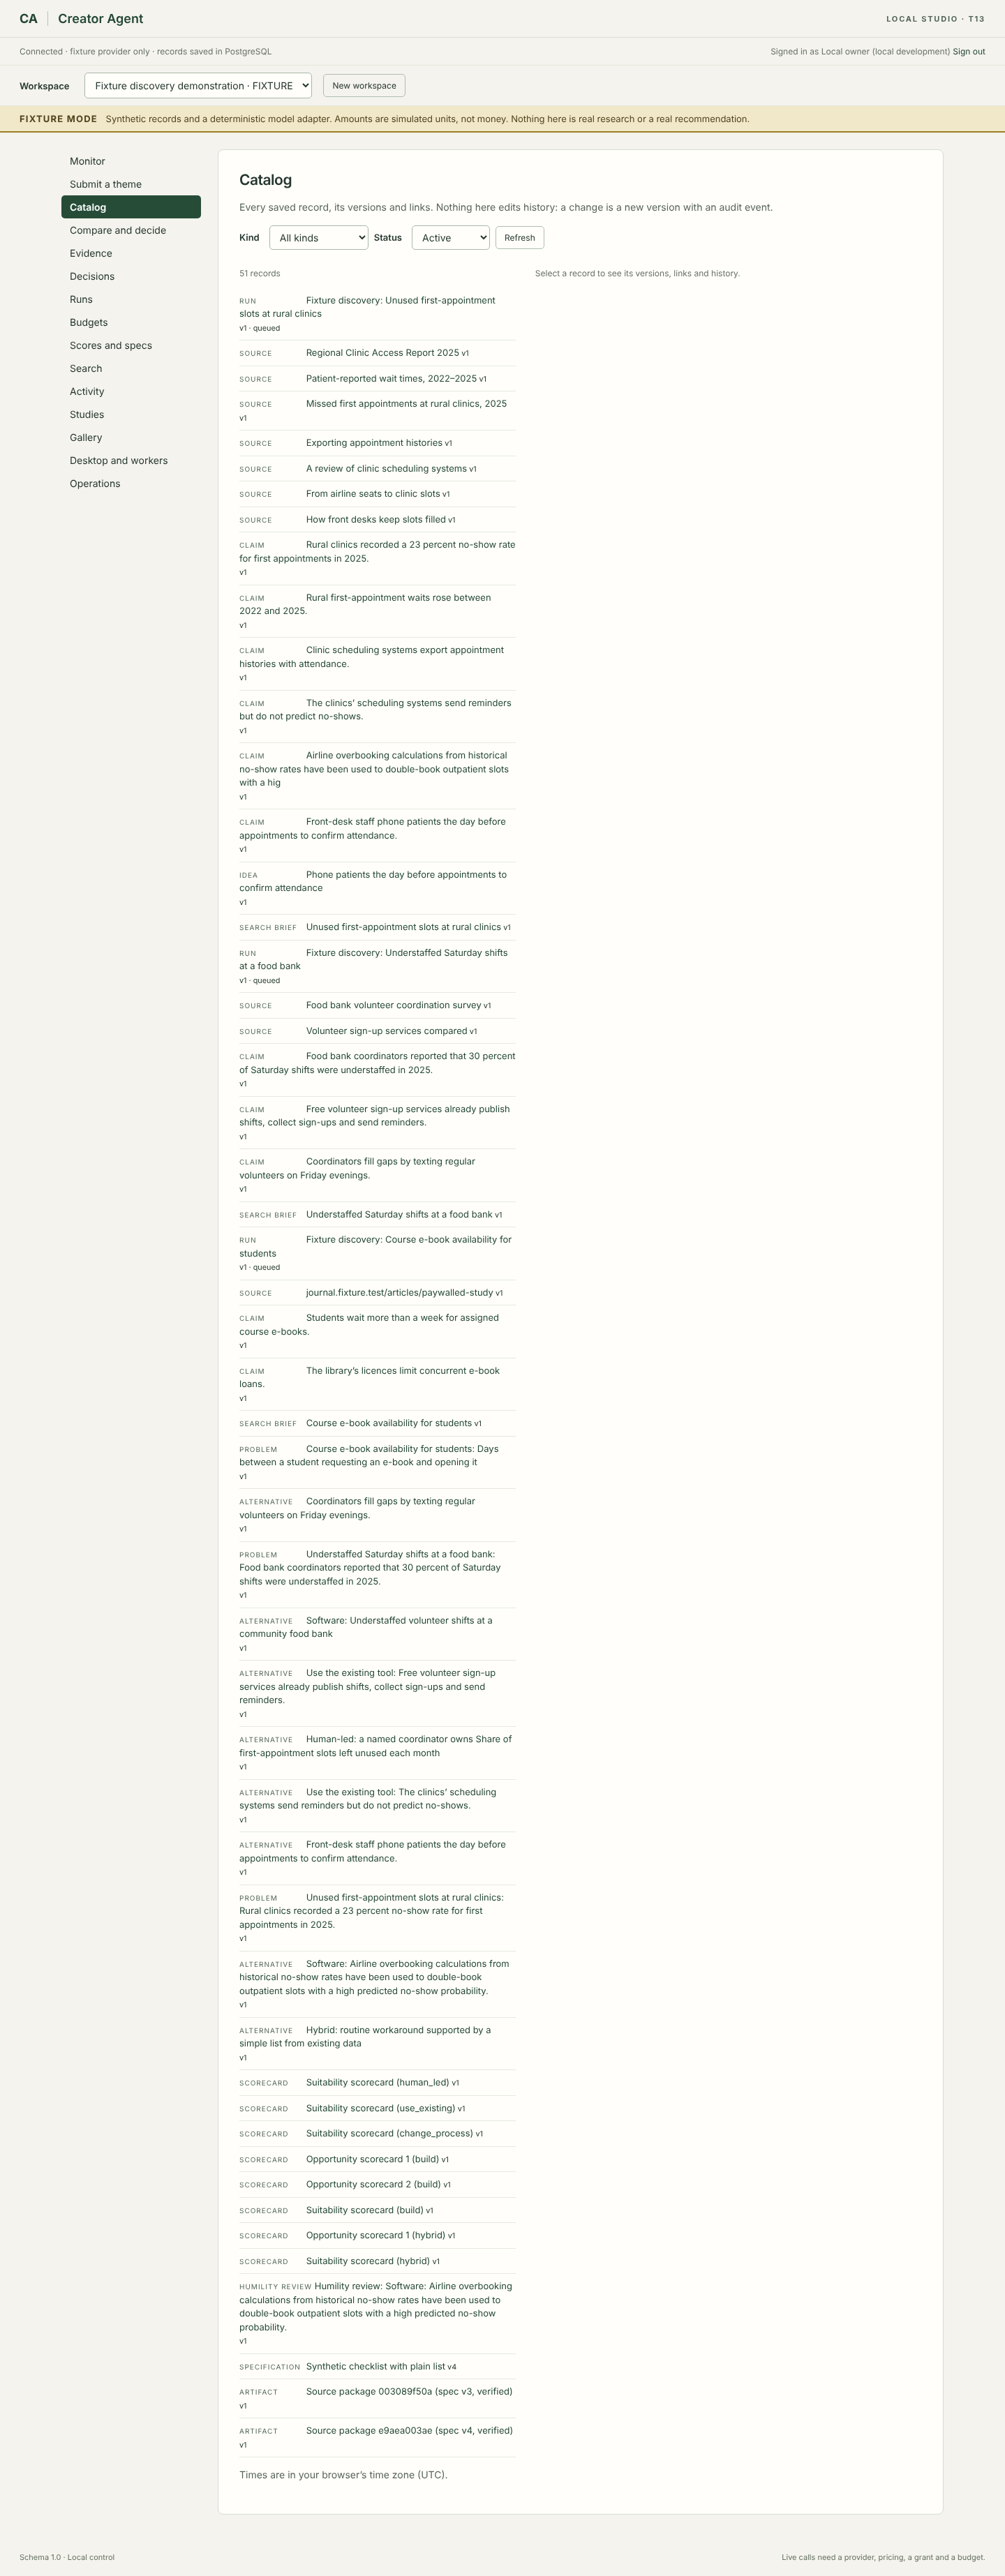 CA Creator Agent LOCAL STUDIO · T13
Connected · fixture provider only · records saved in PostgreSQL Signed in as Local owner (local development) Sign out
Workspace Fixture discovery demonstration · FIXTURE New workspace
FIXTURE MODE Synthetic records and a deterministic model adapter. Amounts are simulated units, not money. Nothing here is real research or a real recommendation.
Monitor
Submit a theme
Catalog
Compare and decide
Evidence
Decisions
Runs
Budgets
Scores and specs
Search
Activity
Studies
Gallery
Desktop and workers
Operations
Catalog
Every saved record, its versions and links. Nothing here edits history: a change is a new version with an audit event.
Kind All kinds Status Active Refresh
51 records
Select a record to see its versions, links and history.
RUN Fixture discovery: Unused first-appointment
slots at rural clinics
v1 · queued
SOURCE Regional Clinic Access Report 2025 v1
SOURCE Patient-reported wait times, 2022–2025 v1
SOURCE Missed first appointments at rural clinics, 2025
v1
SOURCE Exporting appointment histories v1
SOURCE A review of clinic scheduling systems v1
SOURCE From airline seats to clinic slots v1
SOURCE How front desks keep slots filled v1
CLAIM Rural clinics recorded a 23 percent no-show rate
for first appointments in 2025.
v1
CLAIM Rural first-appointment waits rose between
2022 and 2025.
v1
CLAIM Clinic scheduling systems export appointment
histories with attendance.
v1
CLAIM The clinics’ scheduling systems send reminders
but do not predict no-shows.
v1
CLAIM Airline overbooking calculations from historical
no-show rates have been used to double-book outpatient slots
with a hig
v1
CLAIM Front-desk staff phone patients the day before
appointments to confirm attendance.
v1
IDEA Phone patients the day before appointments to
confirm attendance
v1
SEARCH BRIEF Unused first-appointment slots at rural clinics v1
RUN Fixture discovery: Understaffed Saturday shifts
at a food bank
v1 · queued
SOURCE Food bank volunteer coordination survey v1
SOURCE Volunteer sign-up services compared v1
CLAIM Food bank coordinators reported that 30 percent
of Saturday shifts were understaffed in 2025.
v1
CLAIM Free volunteer sign-up services already publish
shifts, collect sign-ups and send reminders.
v1
CLAIM Coordinators fill gaps by texting regular
volunteers on Friday evenings.
v1
SEARCH BRIEF Understaffed Saturday shifts at a food bank v1
RUN Fixture discovery: Course e-book availability for
students
v1 · queued
SOURCE journal.fixture.test/articles/paywalled-study v1
CLAIM Students wait more than a week for assigned
course e-books.
v1
CLAIM The library’s licences limit concurrent e-book
loans.
v1
SEARCH BRIEF Course e-book availability for students v1
PROBLEM Course e-book availability for students: Days
between a student requesting an e-book and opening it
v1
ALTERNATIVE Coordinators fill gaps by texting regular
volunteers on Friday evenings.
v1
PROBLEM Understaffed Saturday shifts at a food bank:
Food bank coordinators reported that 30 percent of Saturday
shifts were understaffed in 2025.
v1
ALTERNATIVE Software: Understaffed volunteer shifts at a
community food bank
v1
ALTERNATIVE Use the existing tool: Free volunteer sign-up
services already publish shifts, collect sign-ups and send
reminders.
v1
ALTERNATIVE Human-led: a named coordinator owns Share of
first-appointment slots left unused each month
v1
ALTERNATIVE Use the existing tool: The clinics’ scheduling
systems send reminders but do not predict no-shows.
v1
ALTERNATIVE Front-desk staff phone patients the day before
appointments to confirm attendance.
v1
PROBLEM Unused first-appointment slots at rural clinics:
Rural clinics recorded a 23 percent no-show rate for first
appointments in 2025.
v1
ALTERNATIVE Software: Airline overbooking calculations from
historical no-show rates have been used to double-book
outpatient slots with a high predicted no-show probability.
v1
ALTERNATIVE Hybrid: routine workaround supported by a
simple list from existing data
v1
SCORECARD Suitability scorecard (human_led) v1
SCORECARD Suitability scorecard (use_existing) v1
SCORECARD Suitability scorecard (change_process) v1
SCORECARD Opportunity scorecard 1 (build) v1
SCORECARD Opportunity scorecard 2 (build) v1
SCORECARD Suitability scorecard (build) v1
SCORECARD Opportunity scorecard 1 (hybrid) v1
SCORECARD Suitability scorecard (hybrid) v1
HUMILITY REVIEW Humility review: Software: Airline overbooking
calculations from historical no-show rates have been used to
double-book outpatient slots with a high predicted no-show
probability.
v1
SPECIFICATION Synthetic checklist with plain list v4
ARTIFACT Source package 003089f50a (spec v3, verified)
v1
ARTIFACT Source package e9aea003ae (spec v4, verified)
v1
Times are in your browser’s time zone (UTC).
Schema 1.0 · Local control Live calls need a provider, pricing, a grant and a budget.